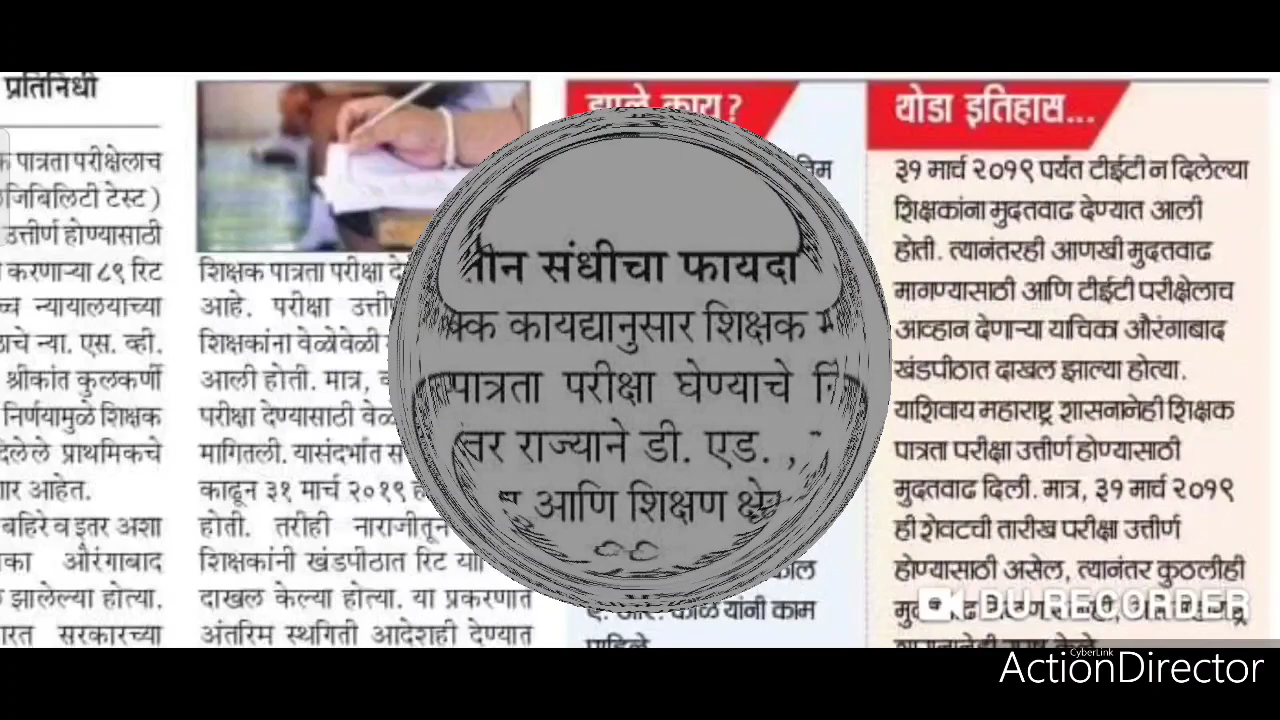 प्रतिनिधी
पात्रता परीक्षेलाच
जिबिलिटी टेस्ट)
उत्तीर्ण होण्यासाठी
करणाऱ्या ८९ रिट
न्यायालयाच्या
न्या. एस. व्ही.
श्रीकांत कुलकर्णी
निर्णयामुळे शिक्षक
प्राथमिकचे
आहेत.
बहिरे व इतर अशा
औरंगाबाद
झालेल्या होत्या.
सरकारच्या
शिक्षक पात्रता परीक्षा
आहे. परीक्षा
शिक्षकांना वेळोवेळी
आली होती. मात्र,
परीक्षा देण्यासाठी
मागितली. यासंदर्भात
काढून ३१ मार्च २०१९
होती. तरीही नाराजीतून
शिक्षकांनी खंडपीठात रिट
दाखल केल्या होत्या. या प्रकरणात
अंतरिम स्थगिती आदेशही देण्यात
झाले काय?
संधीचा फायदा
कायद्यानुसार शिक्षक
पात्रता परीक्षा घेण्याचे
राज्याने डी. एड. ,
आणि शिक्षण
यांनी काम
पाहिले
थोडा इतिहास...
३१ मार्च २०१९ पर्यंत टीईटी न दिलेल्या
शिक्षकांना मुदतवाढ देण्यात आली
होती. त्यानंतरही आणखी मुदतवाढ
मागण्यासाठी आणि टीईटी परीक्षेलाच
आव्हान देणाऱ्या याचिका औरंगाबाद
खंडपीठात दाखल झाल्या होत्या.
याशिवाय महाराष्ट्र शासनानेही शिक्षक
पात्रता परीक्षा उत्तीर्ण होण्यासाठी
मुदतवाढ दिली. मात्र, ३१ मार्च २०१९
ही शेवटची तारीख परीक्षा उत्तीर्ण
होण्यासाठी असेल, त्यानंतर कुठलीही
DU RECORDER
CyberLink
ActionDirector